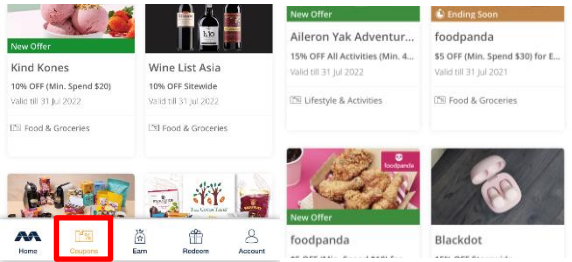 New Offer
Kind Kones
10% OFF (Min. Spend $20)
Valid till 31 Jul 2022
Food & Groceries
Wine List Asia
10% OFF Sitewide
Valid till 31 Jul 2022
Food & Groceries
Home
Coupons
Earn
Redeem
Account
New Offer
Aileron Yak Adventur...
15% OFF All Activities (Min. 4...
Valid till 31 Jul 2022
Lifestyle & Activities
Ending Soon
foodpanda
$5 OFF (Min. Spend $30) for E...
Valid till 31 Jul 2021
Food & Groceries
foodpanda
New Offer
foodpanda
Blackdot